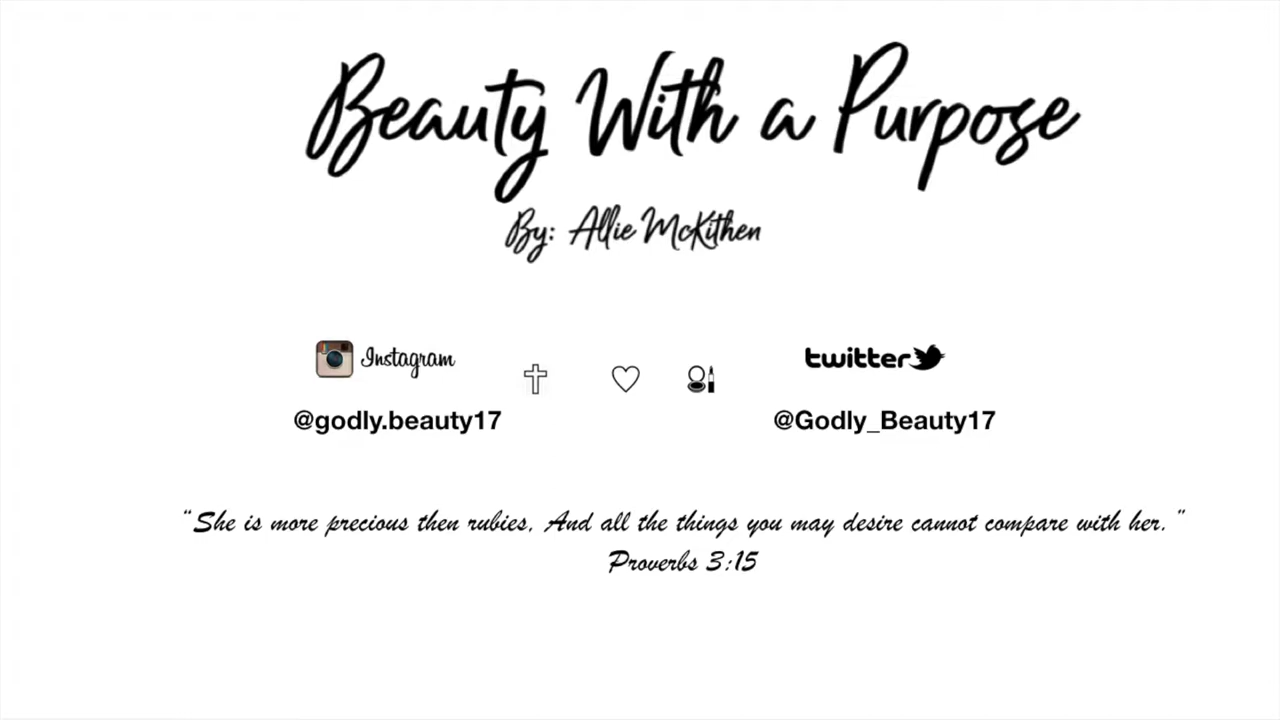 Beauty With a Purpose
By: Allie McKithen
Instagram
twitter
@godly.beauty17
@Godly_Beauty17
"She is more precious then rubies, And all the things you may desire cannot compare with her."
Proverbs 3:15